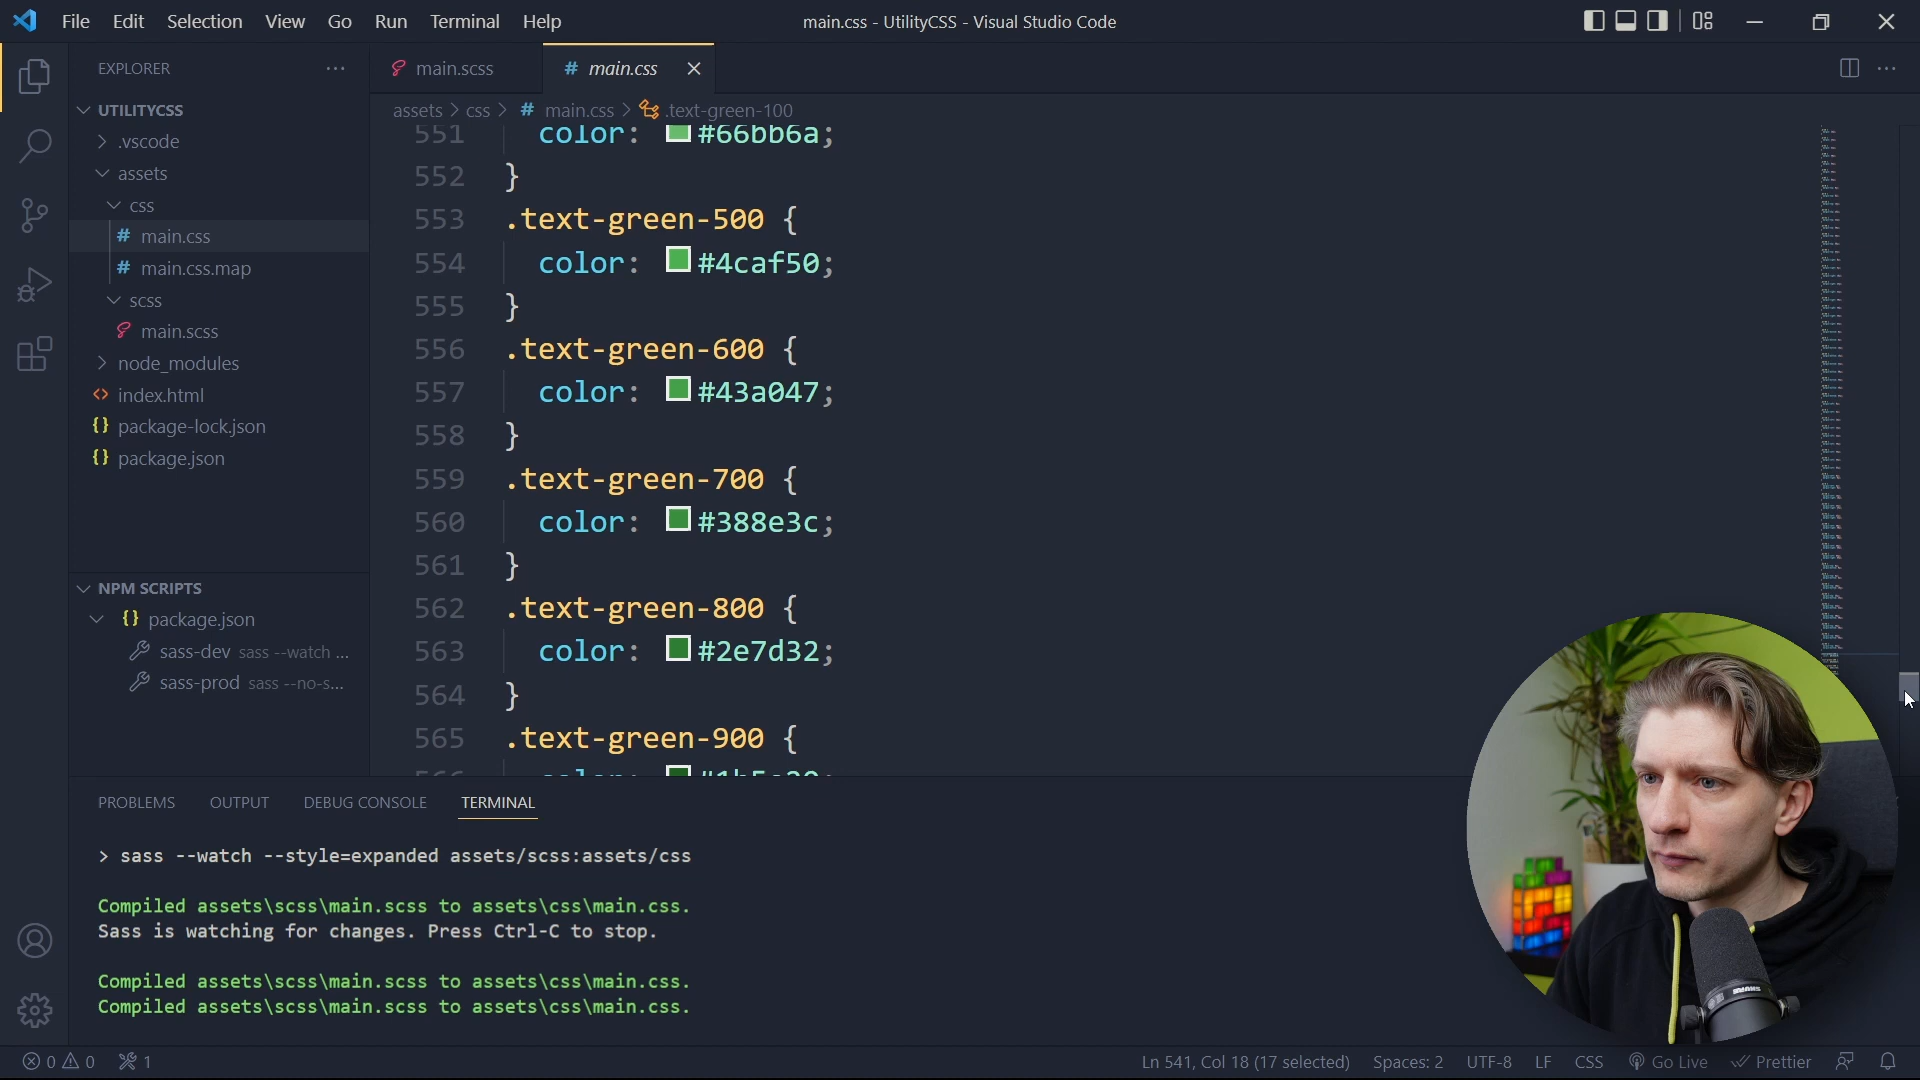 File Edit Selection View Go Run Terminal Help
main.css - UtilityCSS - Visual Studio Code
EXPLORER
UTILITYCSS
.vscode
assets
css
# main.css
# main.css.map
scss
main.scss
node_modules
<> index.html
{} package-lock.json
{} package.json
NPM SCRIPTS
{} package.json
sass-dev sass --watch ...
sass-prod sass --no-s...
main.scss
# main.css
assets > css > # main.css > .text-green-100
551 color: #66bb6a;
552 }
553 .text-green-500 {
554 color: #4caf50;
555 }
556 .text-green-600 {
557 color: #43a047;
558 }
559 .text-green-700 {
560 color: #388e3c;
561 }
562 .text-green-800 {
563 color: #2e7d32;
564 }
565 .text-green-900 {
PROBLEMS OUTPUT DEBUG CONSOLE TERMINAL
> sass --watch --style=expanded assets/scss:assets/css
Compiled assets\scss\main.scss to assets\css\main.css.
Sass is watching for changes. Press Ctrl-C to stop.
Compiled assets\scss\main.scss to assets\css\main.css.
Compiled assets\scss\main.scss to assets\css\main.css.
0 0 1
Ln 541, Col 18 (17 selected) Spaces: 2 UTF-8 LF CSS Go Live Prettier